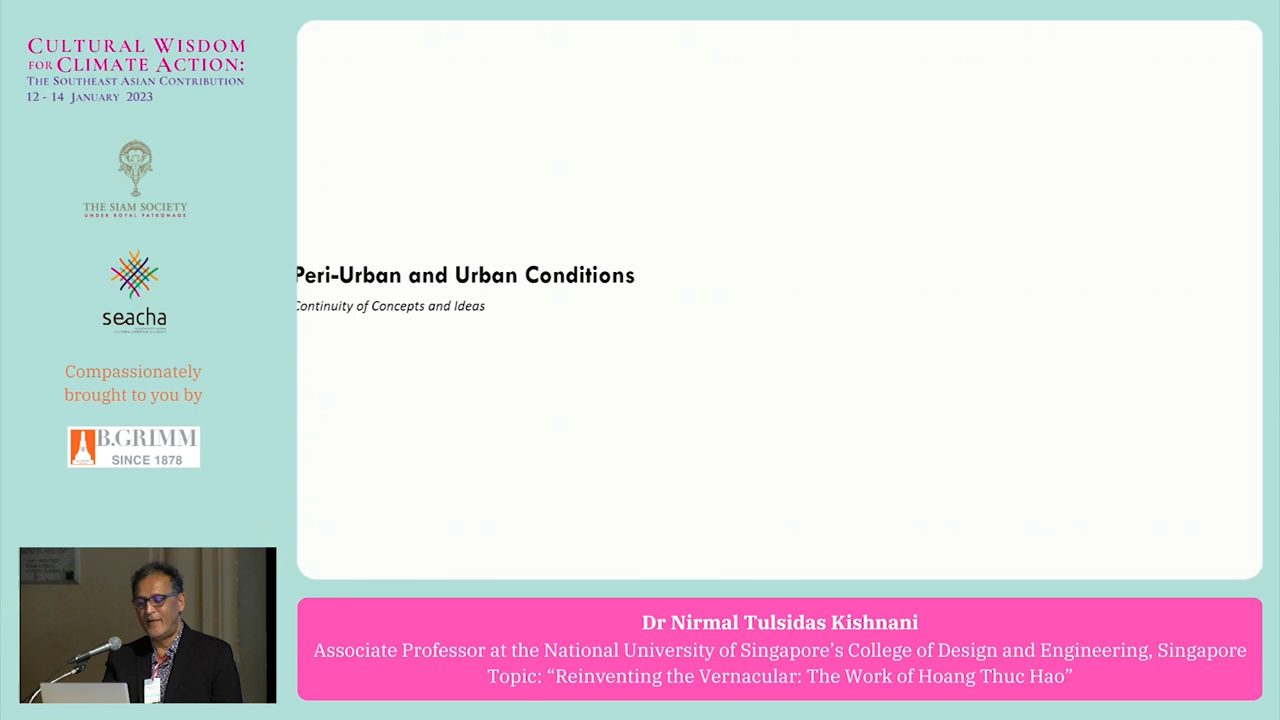 CULTURAL WISDOM
FOR CLIMATE ACTION:
THE SOUTHEAST ASIAN CONTRIBUTION
12 - 14 JANUARY 2023
THE SIAM SOCIETY
UNDER ROYAL PATRONAGE
seacha
Compassionately
brought to you by
B.GRIMM
SINCE 1878
Peri-Urban and Urban Conditions
Continuity of Concepts and Ideas
Dr Nirmal Tulsidas Kishnani
Associate Professor at the National University of Singapore’s College of Design and Engineering, Singapore
Topic: “Reinventing the Vernacular: The Work of Hoang Thuc Hao”